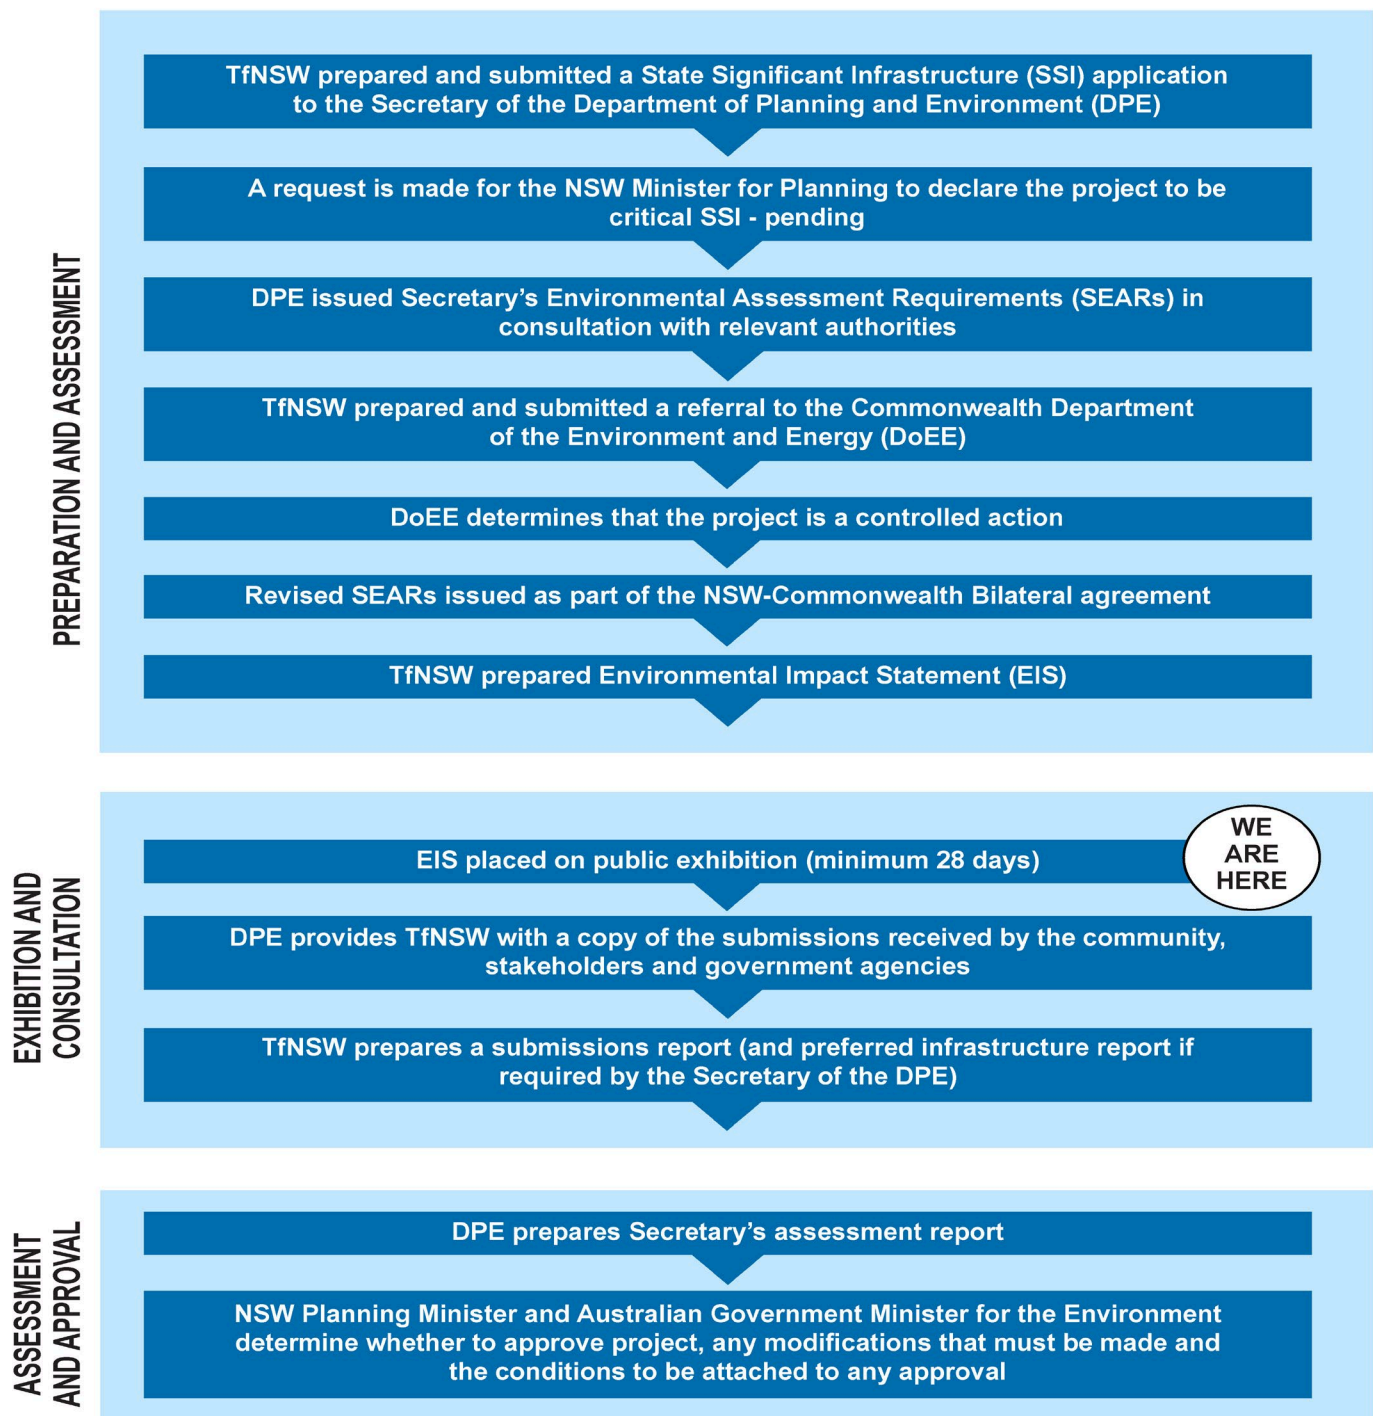 PREPARATION AND ASSESSMENT
TfNSW prepared and submitted a State Significant Infrastructure (SSI) application
to the Secretary of the Department of Planning and Environment (DPE)
A request is made for the NSW Minister for Planning to declare the project to be
critical SSI - pending
DPE issued Secretary’s Environmental Assessment Requirements (SEARs) in
consultation with relevant authorities
TfNSW prepared and submitted a referral to the Commonwealth Department
of the Environment and Energy (DoEE)
DoEE determines that the project is a controlled action
Revised SEARs issued as part of the NSW-Commonwealth Bilateral agreement
TfNSW prepared Environmental Impact Statement (EIS)
EXHIBITION AND
CONSULTATION
EIS placed on public exhibition (minimum 28 days)
WE
ARE
HERE
DPE provides TfNSW with a copy of the submissions received by the community,
stakeholders and government agencies
TfNSW prepares a submissions report (and preferred infrastructure report if
required by the Secretary of the DPE)
ASSESSMENT
AND APPROVAL
DPE prepares Secretary’s assessment report
NSW Planning Minister and Australian Government Minister for the Environment
determine whether to approve project, any modifications that must be made and
the conditions to be attached to any approval